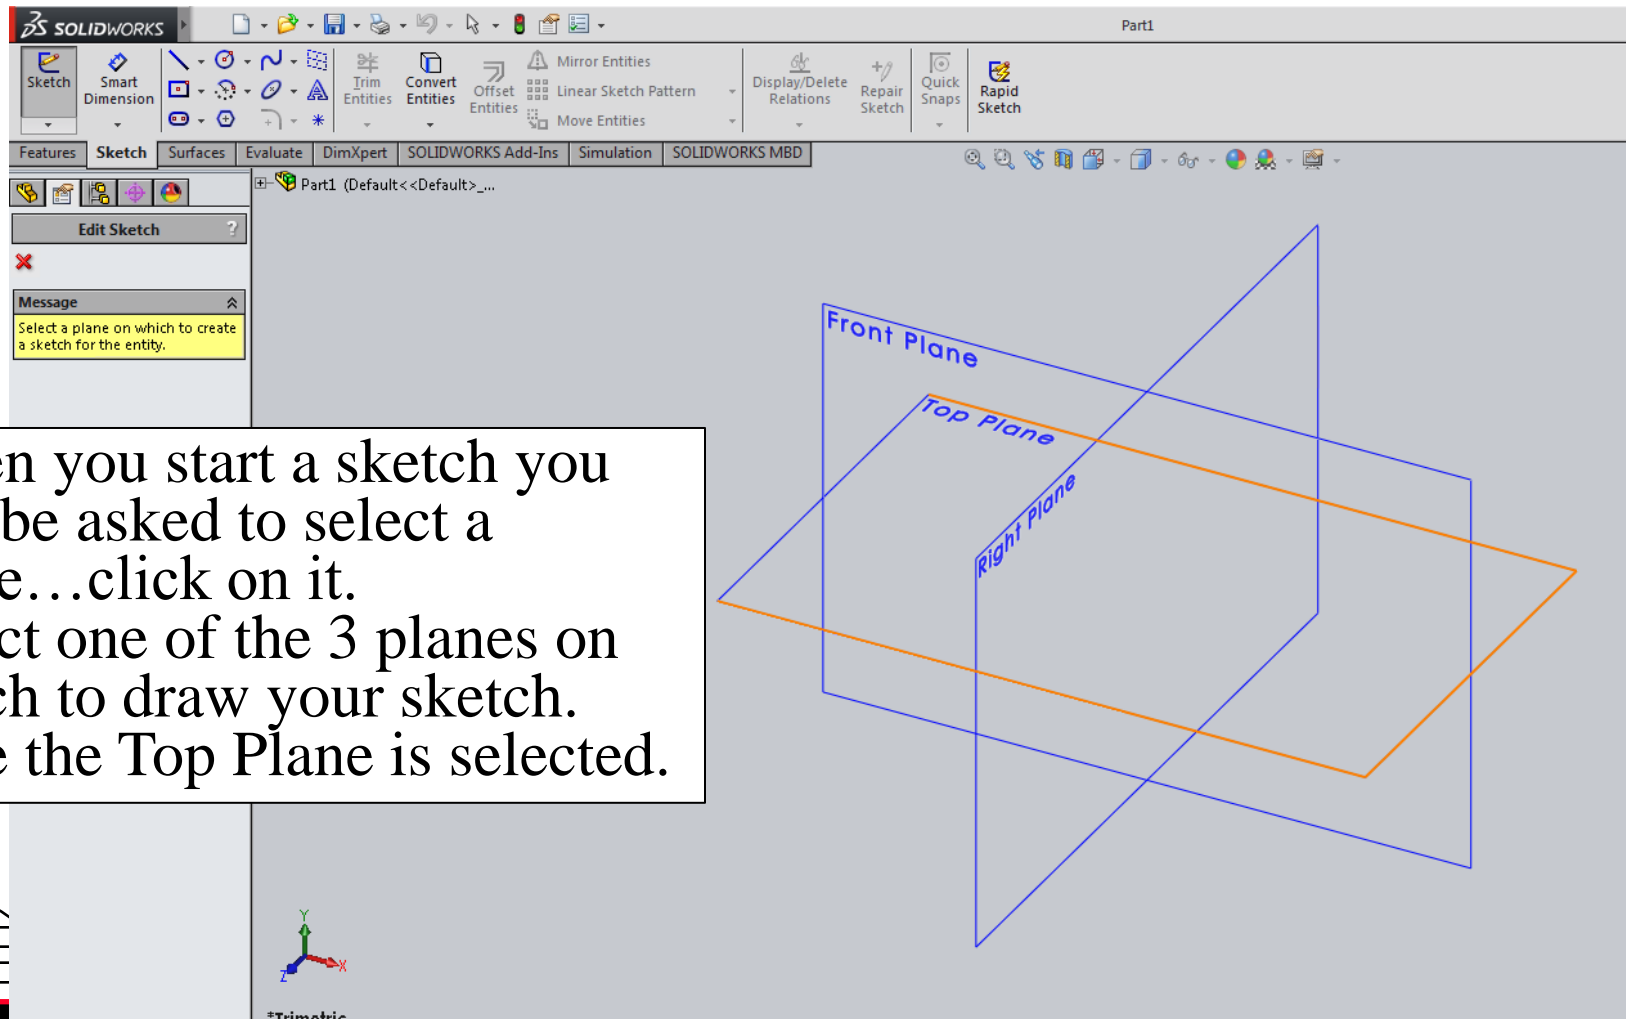 SOLIDWORKS
Part1
Sketch
Smart
Dimension
Trim
Entities
Convert
Entities
Offset
Entities
Mirror Entities
Linear Sketch Pattern
Move Entities
Display/Delete
Relations
Repair
Sketch
Quick
Snaps
Rapid
Sketch
Features Sketch Surfaces Evaluate DimXpert SOLIDWORKS Add-Ins Simulation SOLIDWORKS MBD
Part1 (Default<<Default>_...
Edit Sketch ?
Message
Select a plane on which to create
a sketch for the entity.
Front Plane
Top Plane
Right Plane
en you start a sketch you
be asked to select a
e…click on it.
ct one of the 3 planes on
ch to draw your sketch.
e the Top Plane is selected.
Y
X
Z
*Trimetric